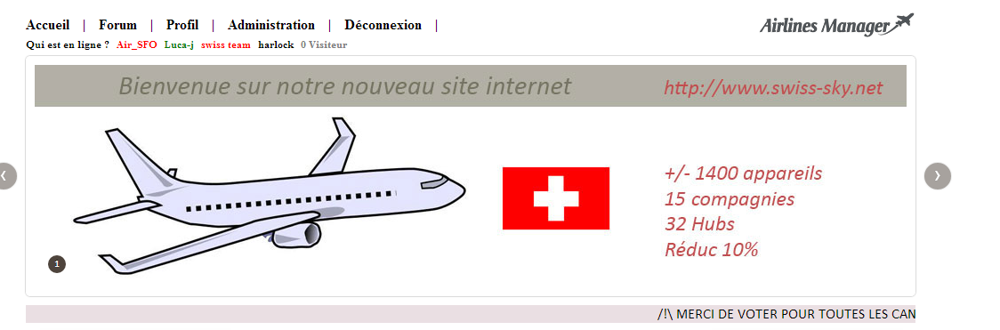 Accueil | Forum | Profil | Administration | Déconnexion |
Airlines Manager
Qui est en ligne ? Air_SFO Luca-j swiss team harlock 0 Visiteur
Bienvenue sur notre nouveau site internet
http://www.swiss-sky.net
+/- 1400 appareils
15 compagnies
32 Hubs
Réduc 10%
1
/!\ MERCI DE VOTER POUR TOUTES LES CAN